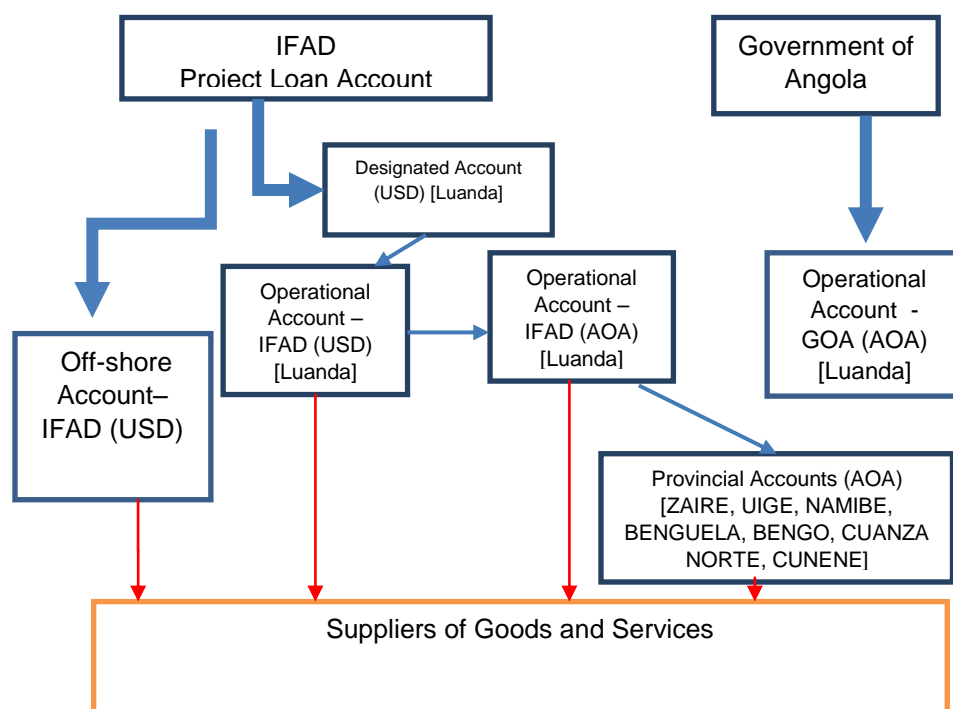 IFAD
Project Loan Account
Government of
Angola
Designated Account
(USD) [Luanda]
Operational
Account –
IFAD (USD)
[Luanda]
Operational
Account –
IFAD (AOA)
[Luanda]
Operational
Account -
GOA (AOA)
[Luanda]
Off-shore
Account–
IFAD (USD)
Provincial Accounts (AOA)
[ZAIRE, UIGE, NAMIBE,
BENGUELA, BENGO, CUANZA
NORTE, CUNENE]
Suppliers of Goods and Services